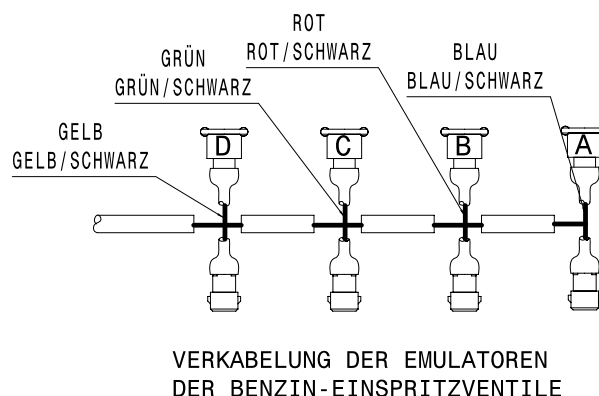 ROT
ROT/SCHWARZ
GRÜN
GRÜN/SCHWARZ
BLAU
BLAU/SCHWARZ
GELB
GELB/SCHWARZ
D
C
B
A
VERKABELUNG DER EMULATOREN
DER BENZIN-EINSPRITZVENTILE